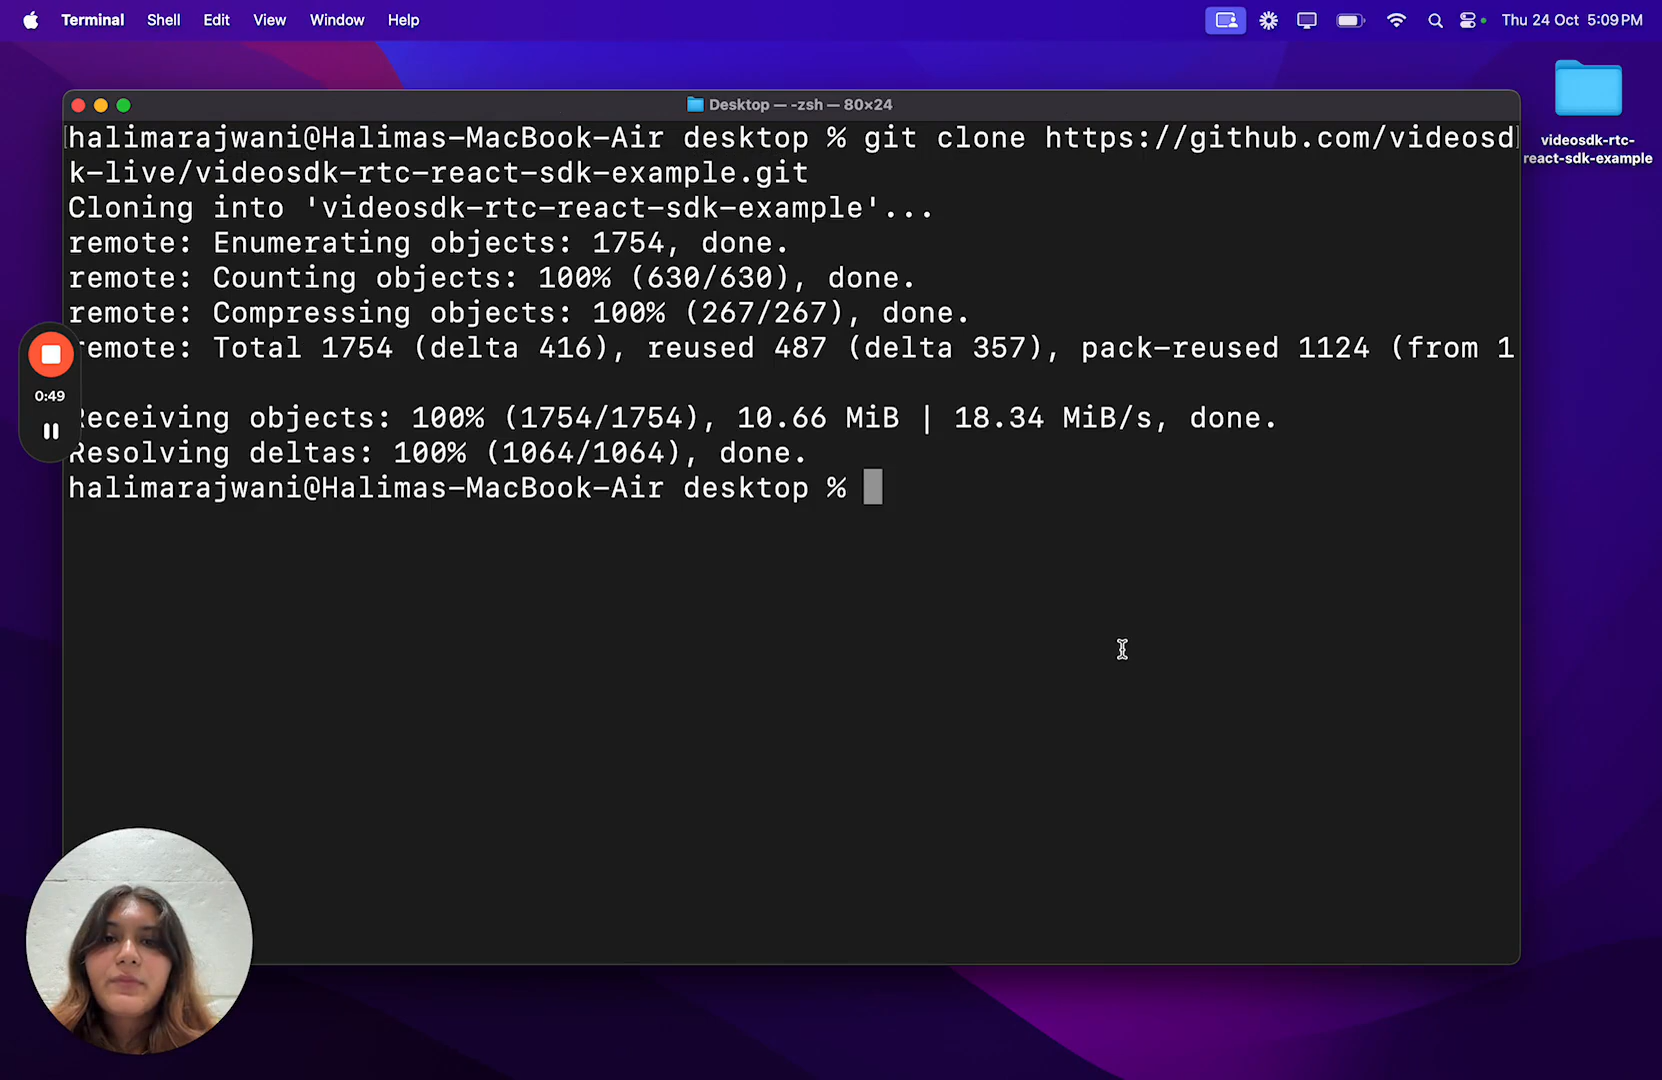 Terminal Shell Edit View Window Help Thu 24 Oct 5:09 PM
Desktop — -zsh — 80×24
halimarajwani@Halimas-MacBook-Air desktop % git clone https://github.com/videosd
k-live/videosdk-rtc-react-sdk-example.git
Cloning into 'videosdk-rtc-react-sdk-example'...
remote: Enumerating objects: 1754, done.
remote: Counting objects: 100% (630/630), done.
remote: Compressing objects: 100% (267/267), done.
remote: Total 1754 (delta 416), reused 487 (delta 357), pack-reused 1124 (from 1
Receiving objects: 100% (1754/1754), 10.66 MiB | 18.34 MiB/s, done.
Resolving deltas: 100% (1064/1064), done.
halimarajwani@Halimas-MacBook-Air desktop %
0:49
videosdk-rtc-
react-sdk-example